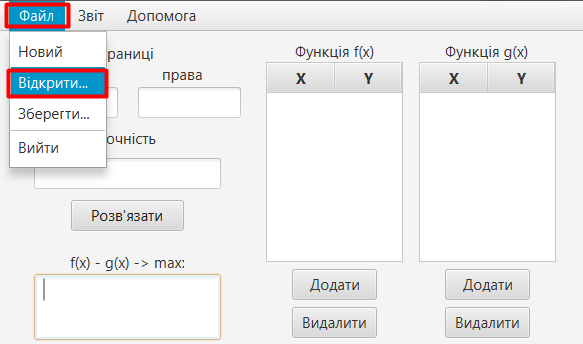 Файл Звіт Допомога
Новий
Відкрити...
Зберегти...
Вийти
раниці
права
очність
Розв'язати
f(x) - g(x) -> max:
Функція f(x)
X Y
Додати
Видалити
Функція g(x)
X Y
Додати
Видалити